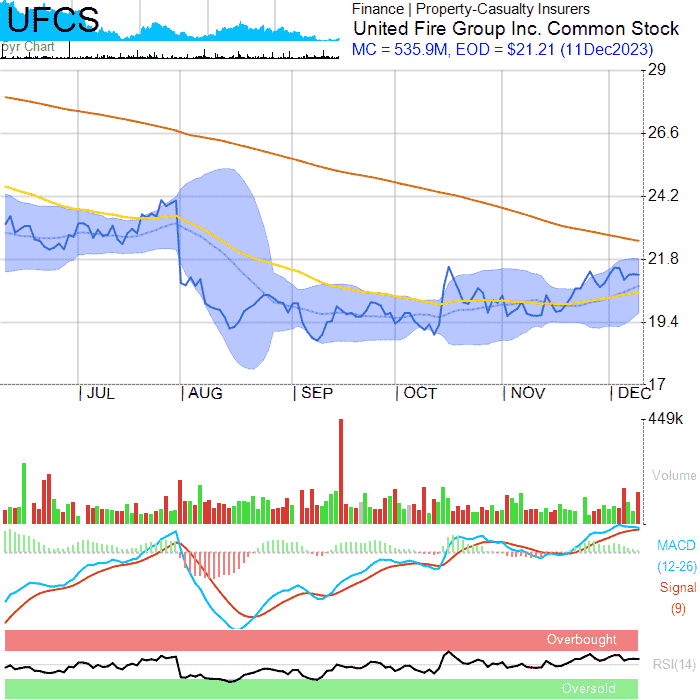 UFCS
5yr Chart
Finance | Property-Casualty Insurers
United Fire Group Inc. Common Stock
MC = 535.9M, EOD = $21.21 (11Dec2023)
29
26.6
24.2
21.8
19.4
17
JUL AUG SEP OCT NOV DEC
449k
Volume
MACD
(12-26)
Signal
(9)
Overbought
RSI(14)
Oversold